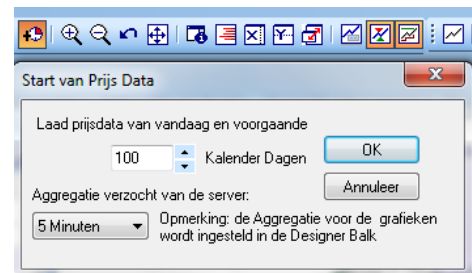 Start van Prijs Data
Laad prijsdata van vandaag en voorgaande
100 Kalender Dagen
OK
Annuleer
Aggregatie verzocht van de server:
5 Minuten
Opmerking: de Aggregatie voor de grafieken
wordt ingesteld in de Designer Balk